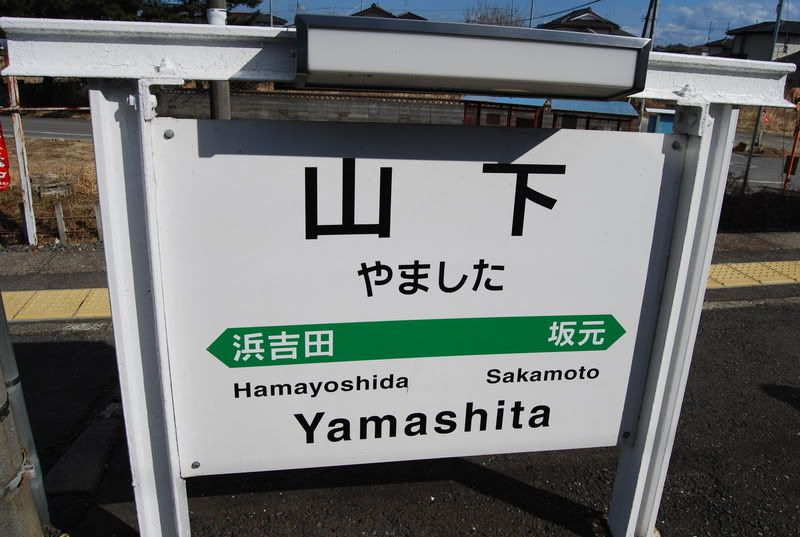 山下
やました
浜吉田 坂元
Hamayoshida Sakamoto
Yamashita